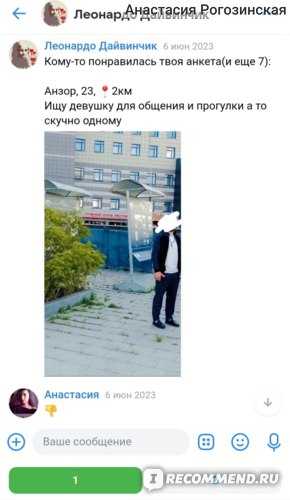 Анастасия Рогозинская
Леонардо Дайвинчик
Леонардо Дайвинчик 6 июн 2023
Кому-то понравилась твоя анкета(и еще 7):
Анзор, 23, 📍2км
Ищу девушку для общения и прогулки а то
скучно одному
Анастасия 6 июн 2023
👎
Ваше сообщение
1
IRECOMMEND.RU